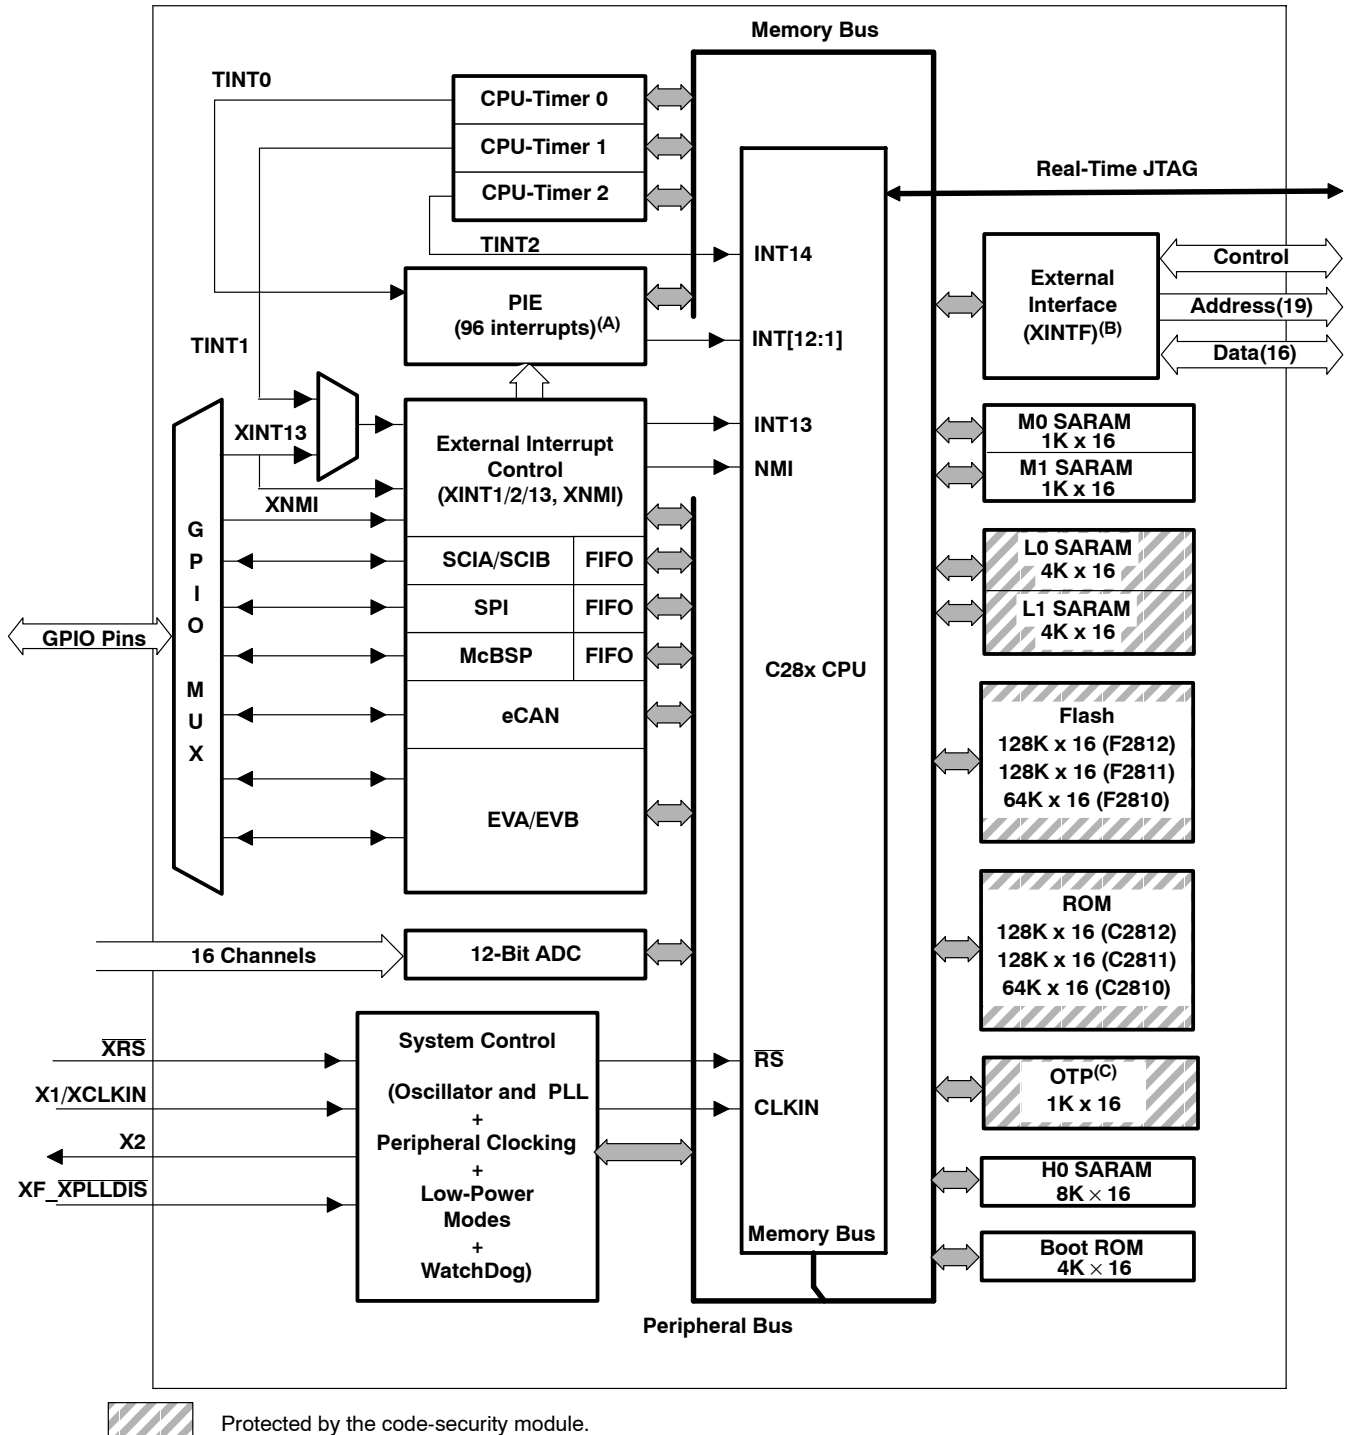 Memory Bus
TINT0
CPU-Timer 0
CPU-Timer 1
CPU-Timer 2
Real-Time JTAG
TINT2
INT14
Control
External
Interface
(XINTF)(B)
Address(19)
Data(16)
PIE
(96 interrupts)(A)
INT[12:1]
TINT1
XINT13
External Interrupt
Control
(XINT1/2/13, XNMI)
INT13
NMI
XNMI
M0 SARAM
1K x 16
M1 SARAM
1K x 16
G
P
I
O
M
U
X
SCIA/SCIB
FIFO
SPI
FIFO
McBSP
FIFO
eCAN
EVA/EVB
GPIO Pins
C28x CPU
L0 SARAM
4K x 16
L1 SARAM
4K x 16
Flash
128K x 16 (F2812)
128K x 16 (F2811)
64K x 16 (F2810)
ROM
128K x 16 (C2812)
128K x 16 (C2811)
64K x 16 (C2810)
16 Channels
12-Bit ADC
XRS
X1/XCLKIN
X2
XF_XPLLDIS
System Control
(Oscillator and PLL
+
Peripheral Clocking
+
Low-Power
Modes
+
WatchDog)
RS
CLKIN
OTP(C)
1K x 16
H0 SARAM
8K × 16
Memory Bus
Boot ROM
4K × 16
Peripheral Bus
Protected by the code-security module.